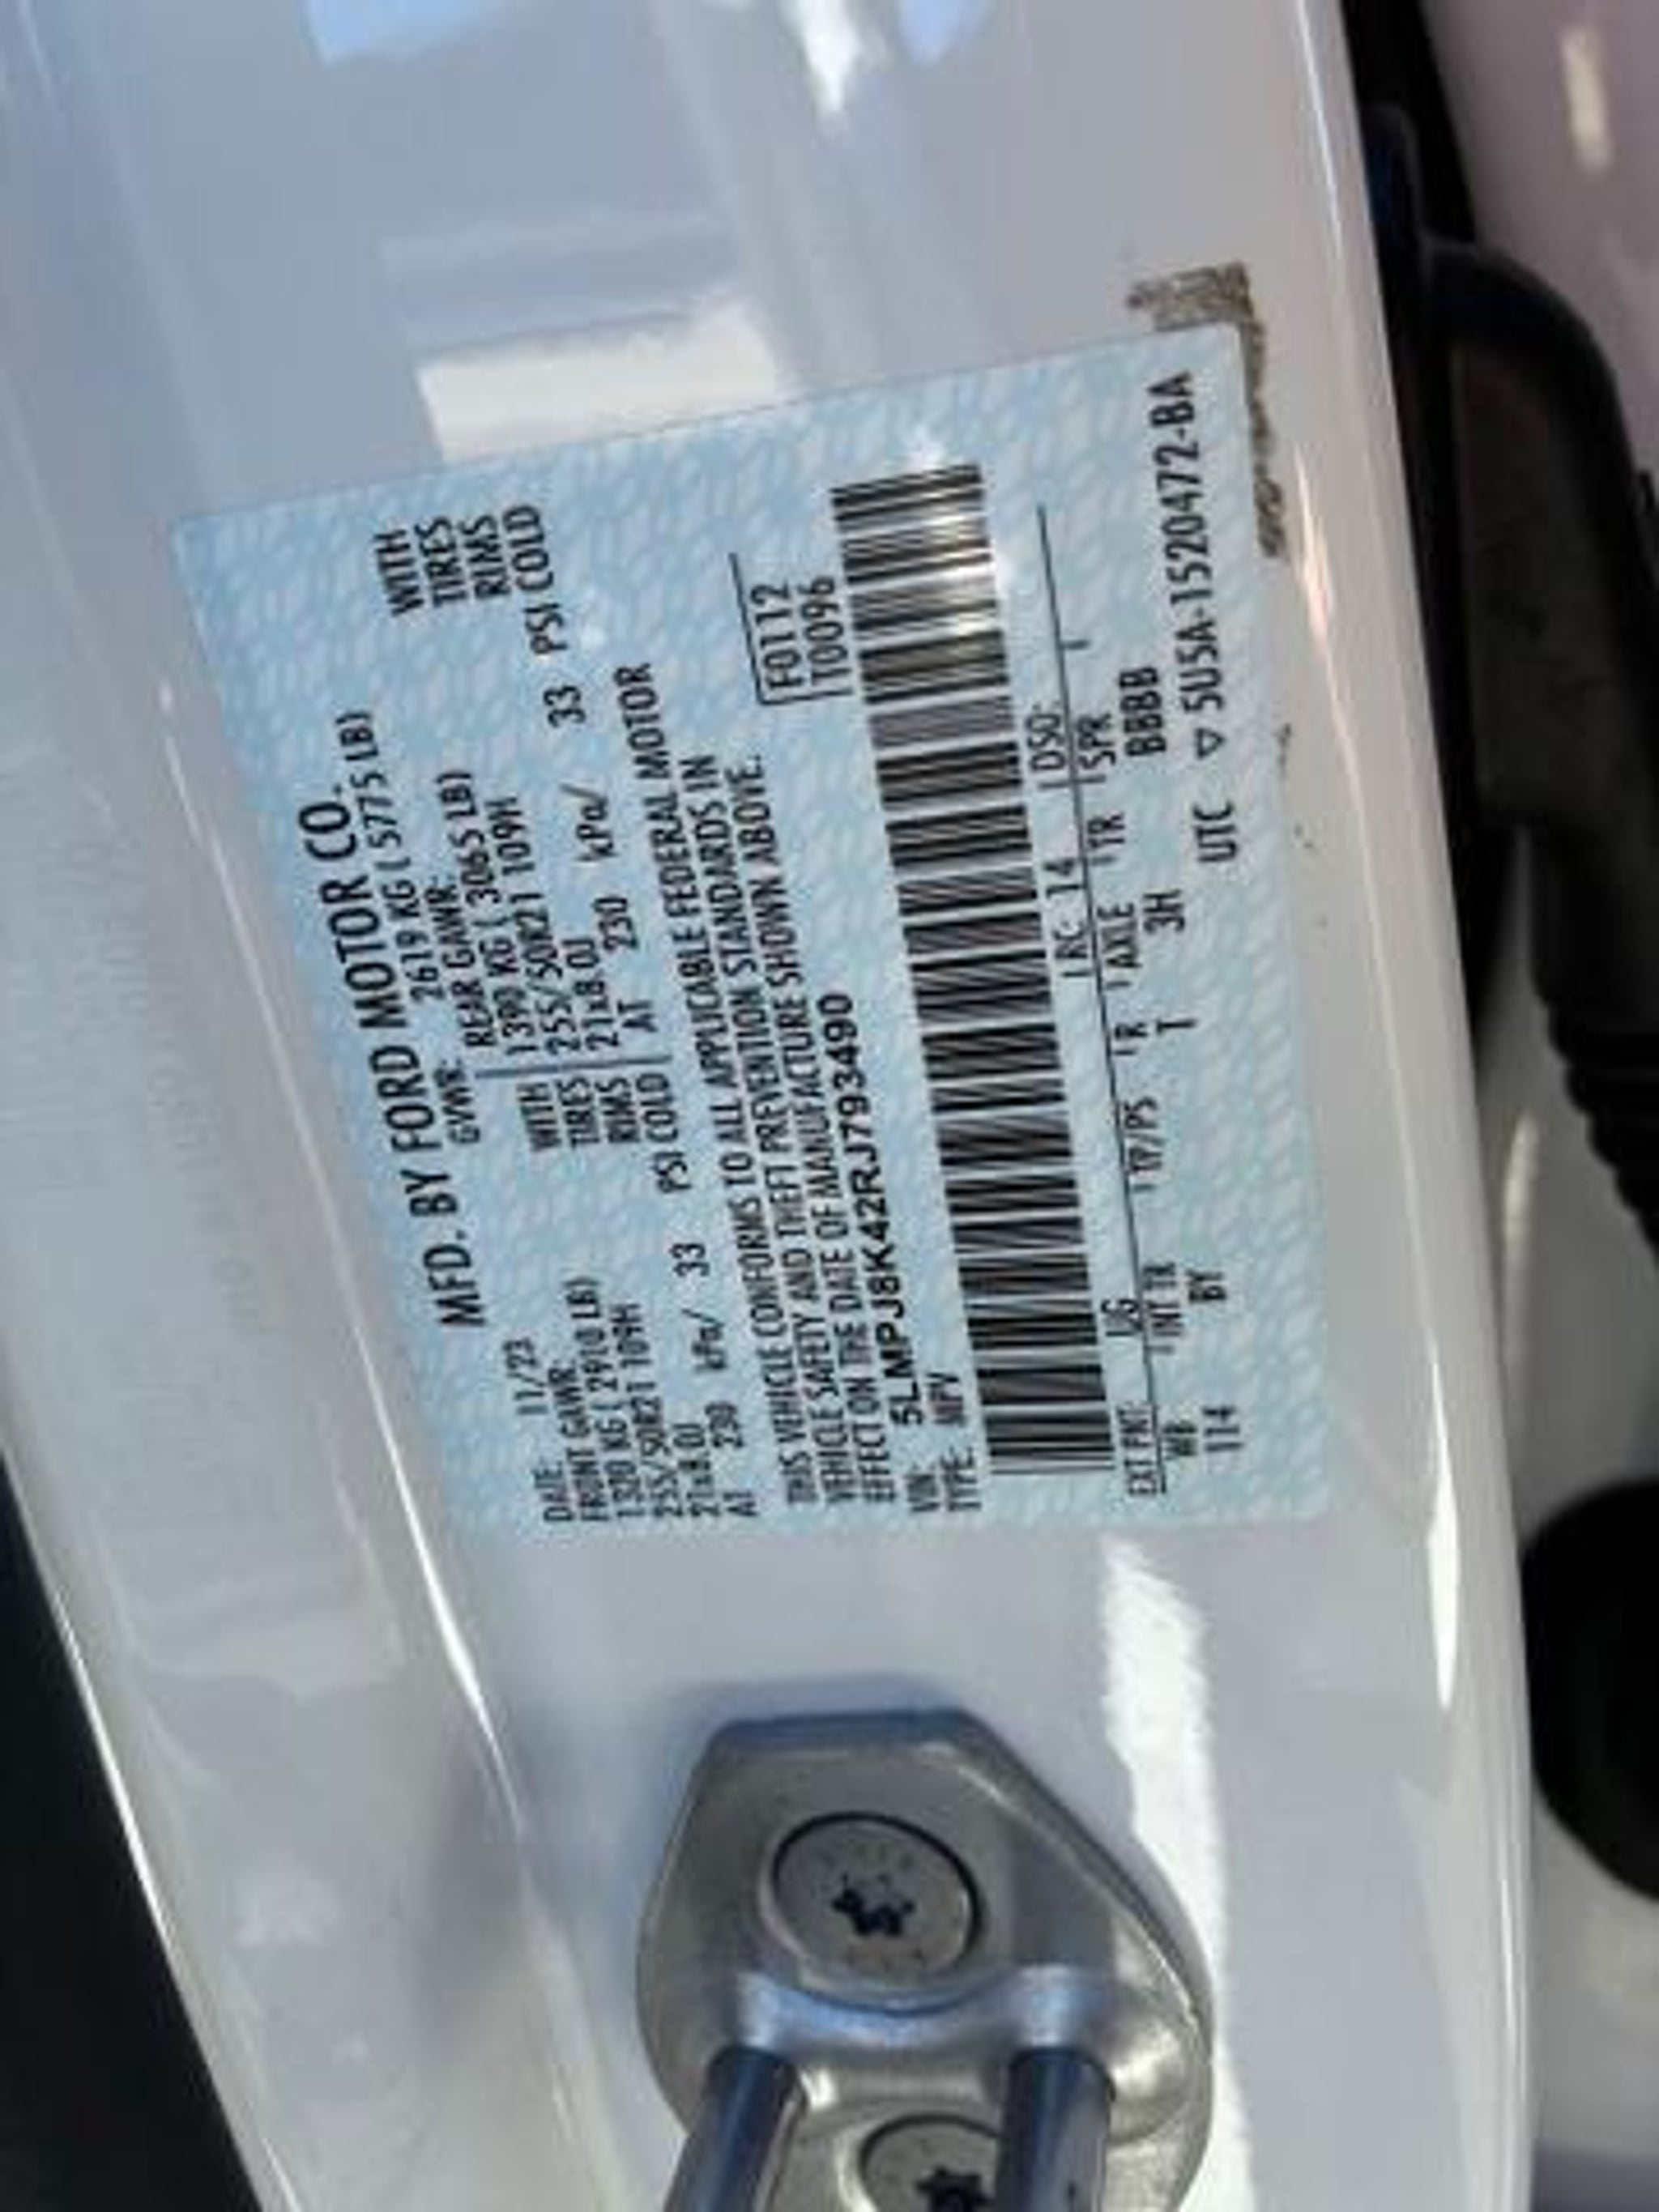 MFD. BY FORD MOTOR CO.
DATE: 11/23 GVWR: 2619 KG ( 5775 LB)
FRONT GAWR: REAR GAWR:
1320 KG ( 2910 LB) WITH 1390 KG ( 3065 LB) WITH
255/50R21 109H TIRES 255/50R21 109H TIRES
21x8.0J RIMS 21x8.0J RIMS
AT 230 kPa/ 33 PSI COLD AT 230 kPa/ 33 PSI COLD
THIS VEHICLE CONFORMS TO ALL APPLICABLE FEDERAL MOTOR
VEHICLE SAFETY AND THEFT PREVENTION STANDARDS IN
EFFECT ON THE DATE OF MANUFACTURE SHOWN ABOVE.
VIN: 5LMPJ8K42RJ793490 F0112
TYPE: MPV T0096
EXT PNT: UG RC: 14 DSO:
WB INT TR TP/PS R AXLE TR SPR
114 BY T 3H BBBB
UTC ▽ 5U5A-1520472-BA